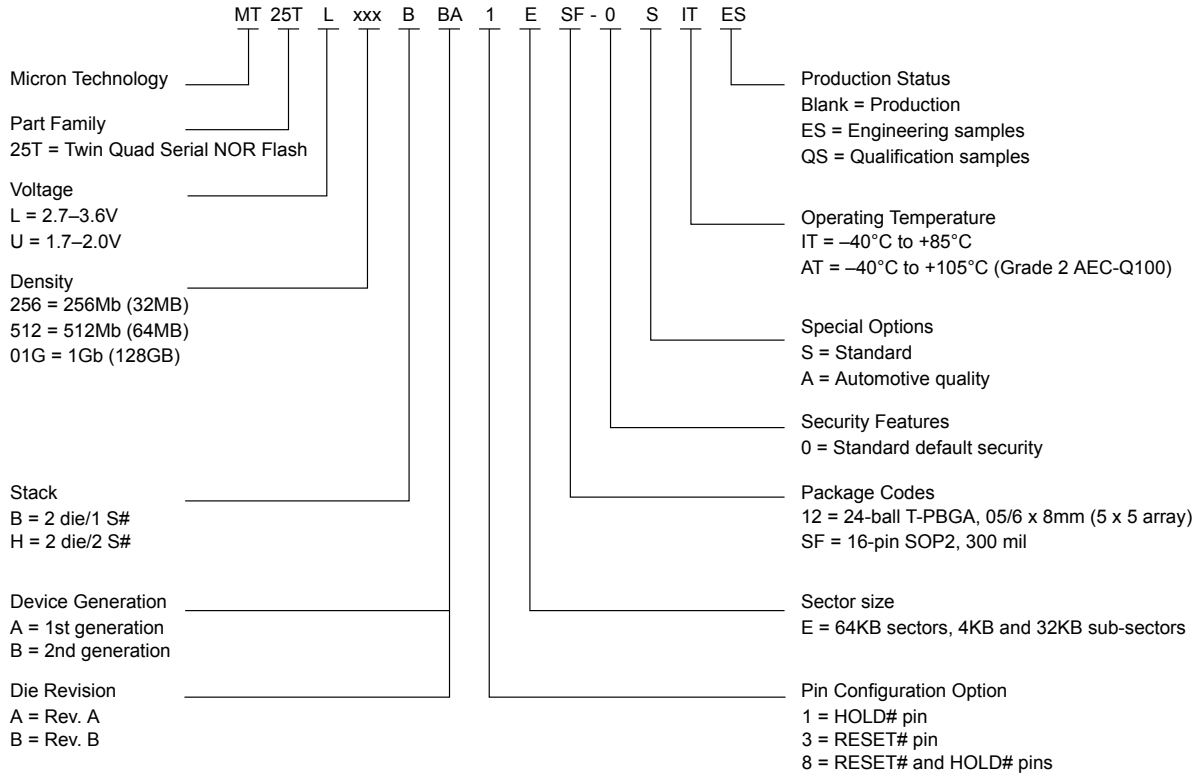 MT 25T L xxx B BA 1 E SF - 0 S IT ES
Micron Technology
Part Family
25T = Twin Quad Serial NOR Flash
Voltage
L = 2.7–3.6V
U = 1.7–2.0V
Density
256 = 256Mb (32MB)
512 = 512Mb (64MB)
01G = 1Gb (128GB)
Stack
B = 2 die/1 S#
H = 2 die/2 S#
Device Generation
A = 1st generation
B = 2nd generation
Die Revision
A = Rev. A
B = Rev. B
Production Status
Blank = Production
ES = Engineering samples
QS = Qualification samples
Operating Temperature
IT = –40°C to +85°C
AT = –40°C to +105°C (Grade 2 AEC-Q100)
Special Options
S = Standard
A = Automotive quality
Security Features
0 = Standard default security
Package Codes
12 = 24-ball T-PBGA, 05/6 x 8mm (5 x 5 array)
SF = 16-pin SOP2, 300 mil
Sector size
E = 64KB sectors, 4KB and 32KB sub-sectors
Pin Configuration Option
1 = HOLD# pin
3 = RESET# pin
8 = RESET# and HOLD# pins